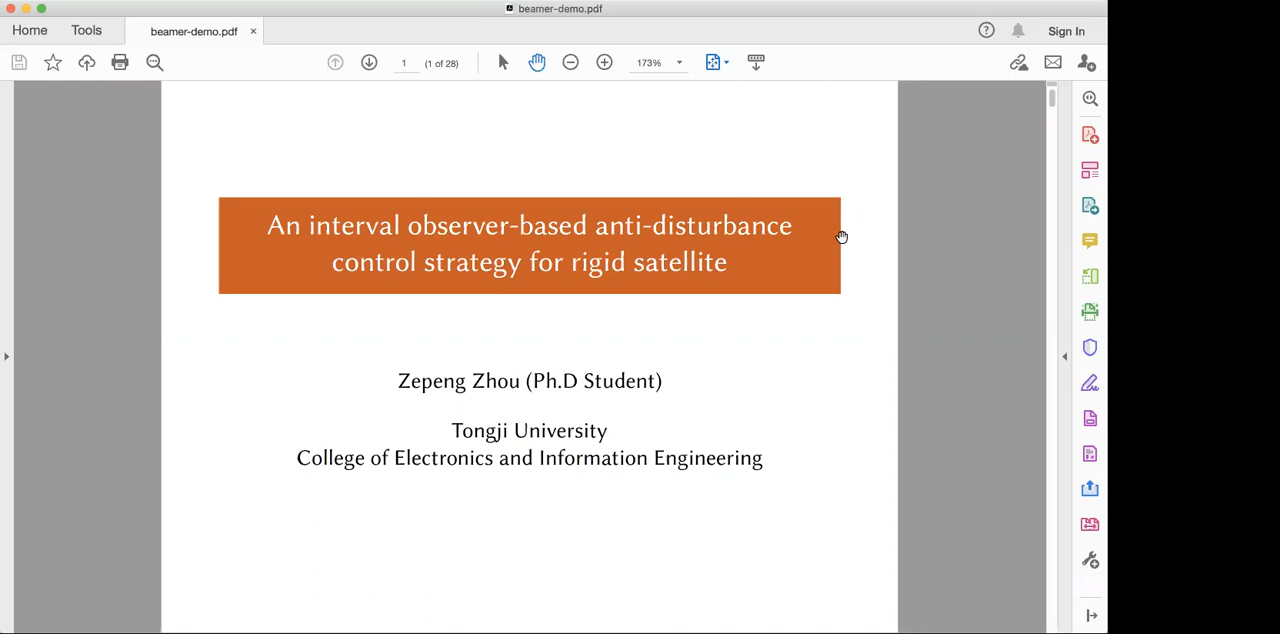 beamer-demo.pdf
Home
Tools
beamer-demo.pdf ×
Sign In
1 (1 of 28)
173%
An interval observer-based anti-disturbance
control strategy for rigid satellite
Zepeng Zhou (Ph.D Student)
Tongji University
College of Electronics and Information Engineering